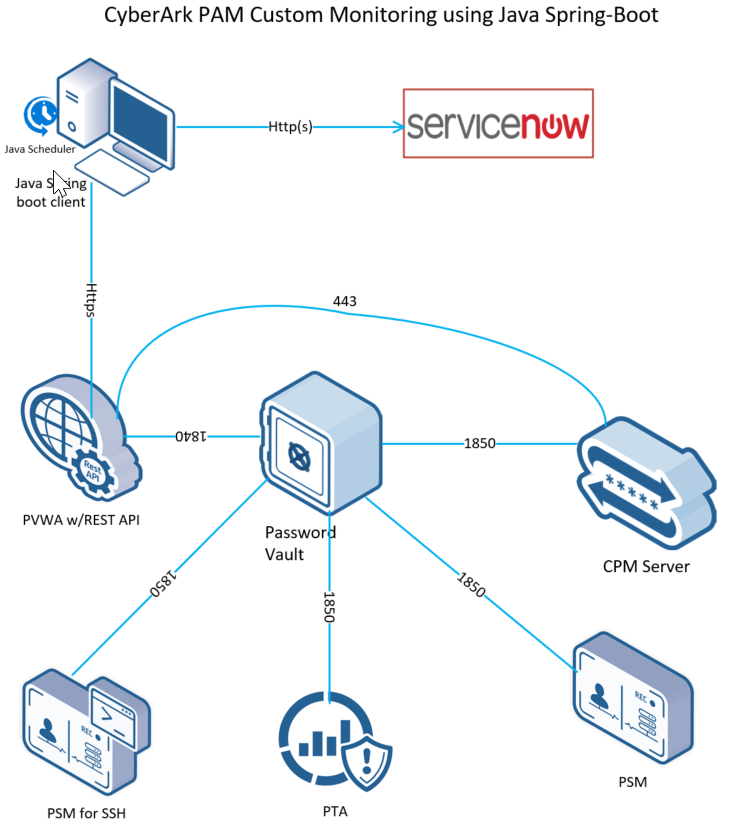 CyberArk PAM Custom Monitoring using Java Spring-Boot
Java Scheduler
Http(s)
servicenow
Java Spring
boot client
Https
443
Rest
API
1840
1850
*****
PVWA w/REST API
Password
Vault
CPM Server
1850
1850
1850
REC
REC
PSM for SSH
PTA
PSM